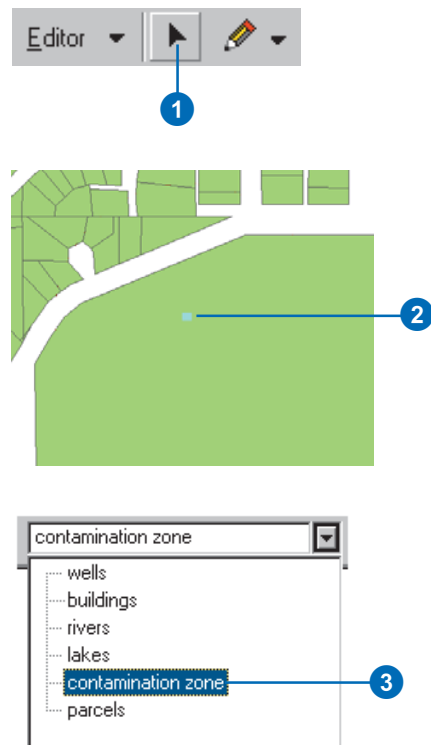 Editor
1
2
contamination zone
wells
buildings
rivers
lakes
contamination zone
3
parcels